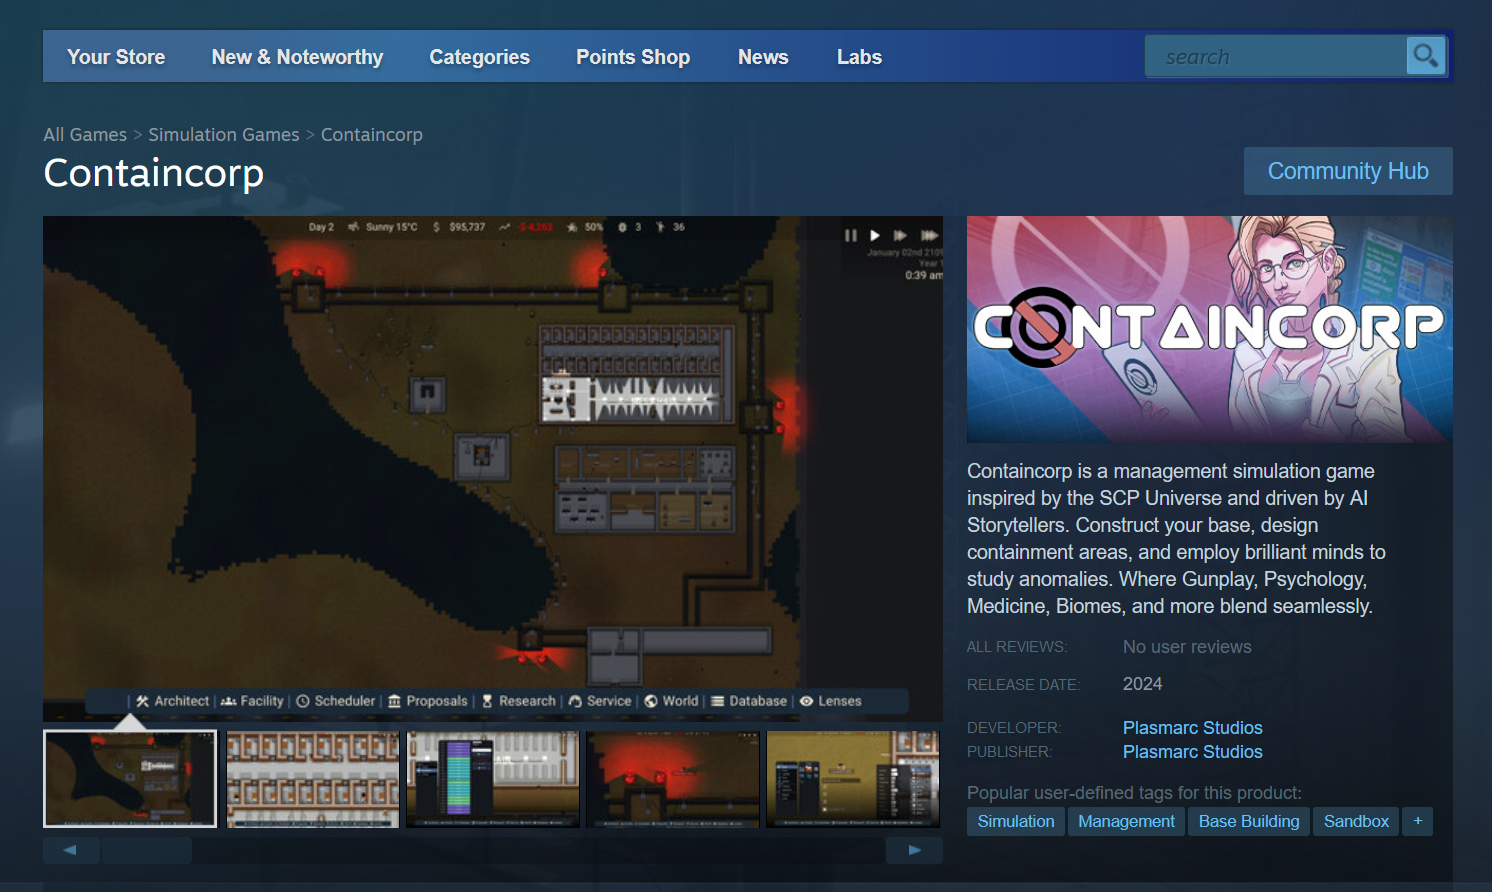 Your Store New & Noteworthy Categories Points Shop News Labs search
All Games > Simulation Games > Containcorp
Containcorp
Community Hub
Day 2 Sunny 15°C $ $95,737 $-4,263 50% 3 36
January 02nd 2109
Year 1
0:39 am
Architect | Facility | Scheduler | Proposals | Research | Service | World | Database | Lenses
CONTAINCORP
Containcorp is a management simulation game
inspired by the SCP Universe and driven by AI
Storytellers. Construct your base, design
containment areas, and employ brilliant minds to
study anomalies. Where Gunplay, Psychology,
Medicine, Biomes, and more blend seamlessly.
ALL REVIEWS: No user reviews
RELEASE DATE: 2024
DEVELOPER: Plasmarc Studios
PUBLISHER: Plasmarc Studios
Popular user-defined tags for this product:
Simulation Management Base Building Sandbox +